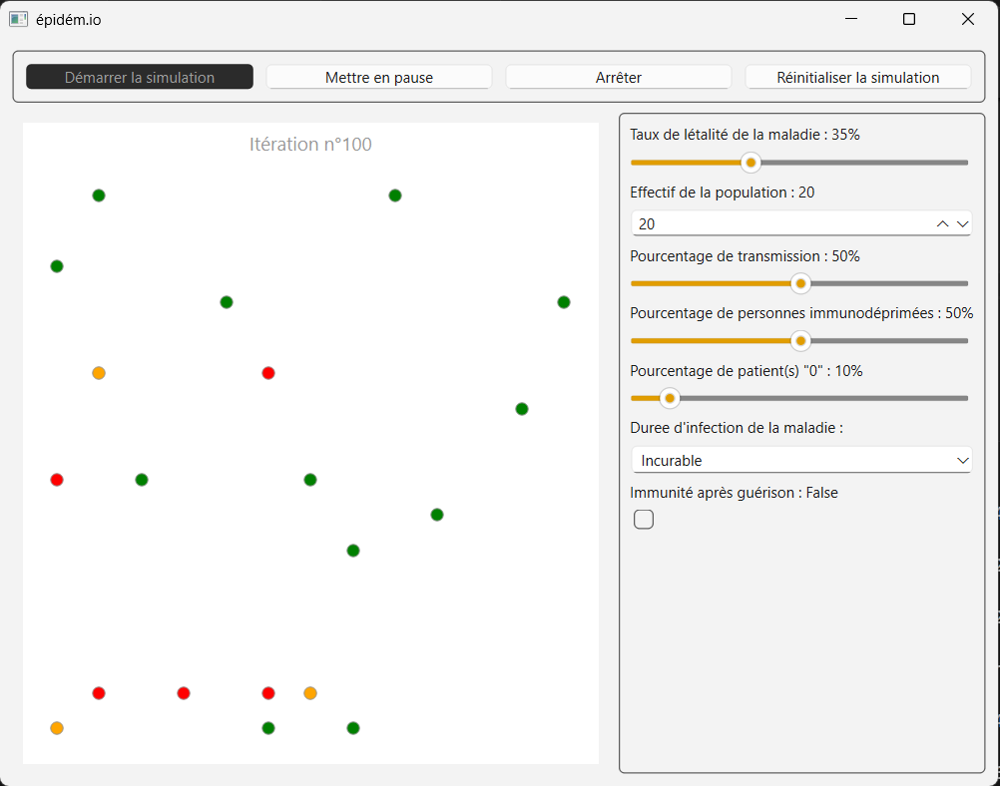 épidém.io
Démarrer la simulation
Mettre en pause
Arrêter
Réinitialiser la simulation
Itération n°100
Taux de létalité de la maladie : 35%
Effectif de la population : 20
20
Pourcentage de transmission : 50%
Pourcentage de personnes immunodéprimées : 50%
Pourcentage de patient(s) "0" : 10%
Duree d'infection de la maladie :
Incurable
Immunité après guérison : False